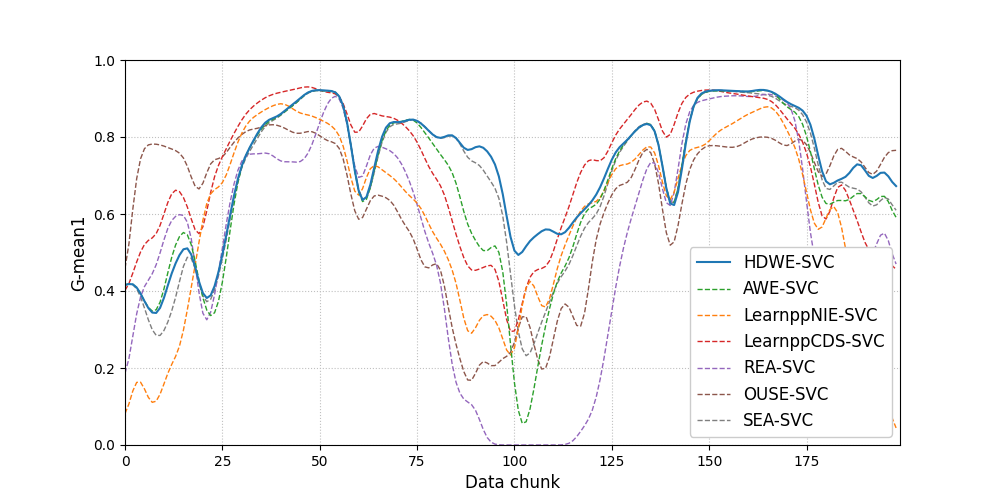 G-mean1
1.0
0.8
0.6
0.4
0.2
0.0
0 25 50 75 100 125 150 175
Data chunk
HDWE-SVC
AWE-SVC
LearnppNIE-SVC
LearnppCDS-SVC
REA-SVC
OUSE-SVC
SEA-SVC